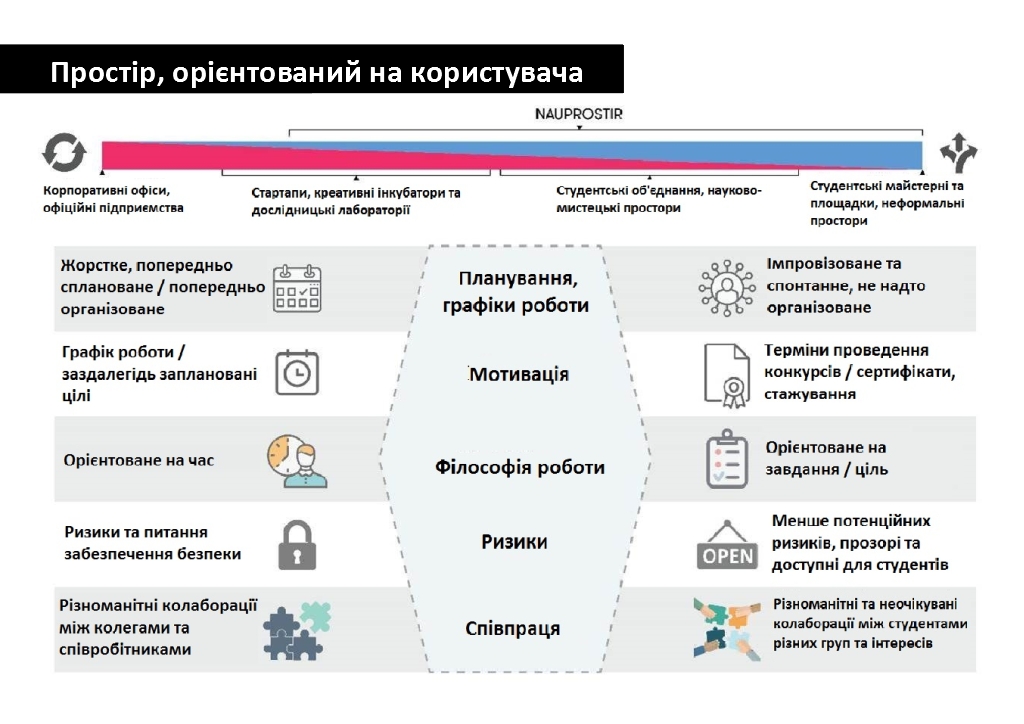 Простір, орієнтований на користувача
NAUPROSTIR
Корпоративні офіси,
офіційні підприємства
Стартапи, креативні інкубатори та
дослідницькі лабораторії
Студентські об'єднання, науково-
мистецькі простори
Студентські майстерні та
площадки, неформальні
простори
Жорстке, попередньо
сплановане / попередньо
організоване
Планування,
графіки роботи
Імпровізоване та
спонтанне, не надто
організоване
Графік роботи /
заздалегідь заплановані
цілі
Мотивація
Терміни проведення
конкурсів / сертифікати,
стажування
Орієнтоване на час
Філософія роботи
Орієнтоване на
завдання / ціль
Ризики та питання
забезпечення безпеки
Ризики
OPEN
Менше потенційних
ризиків, прозорі та
доступні для студентів
Різноманітні колаборації
між колегами та
співробітниками
Співпраця
Різноманітні та неочікувані
колаборації між студентами
різних груп та інтересів